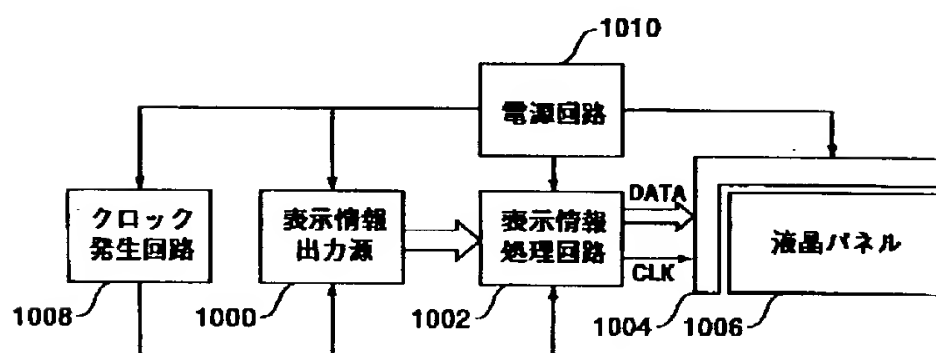 1010
電源回路
クロック
発生回路
表示情報
出力源
表示情報
処理回路
DATA
CLK
液晶パネル
1008
1000
1002
1004
1006